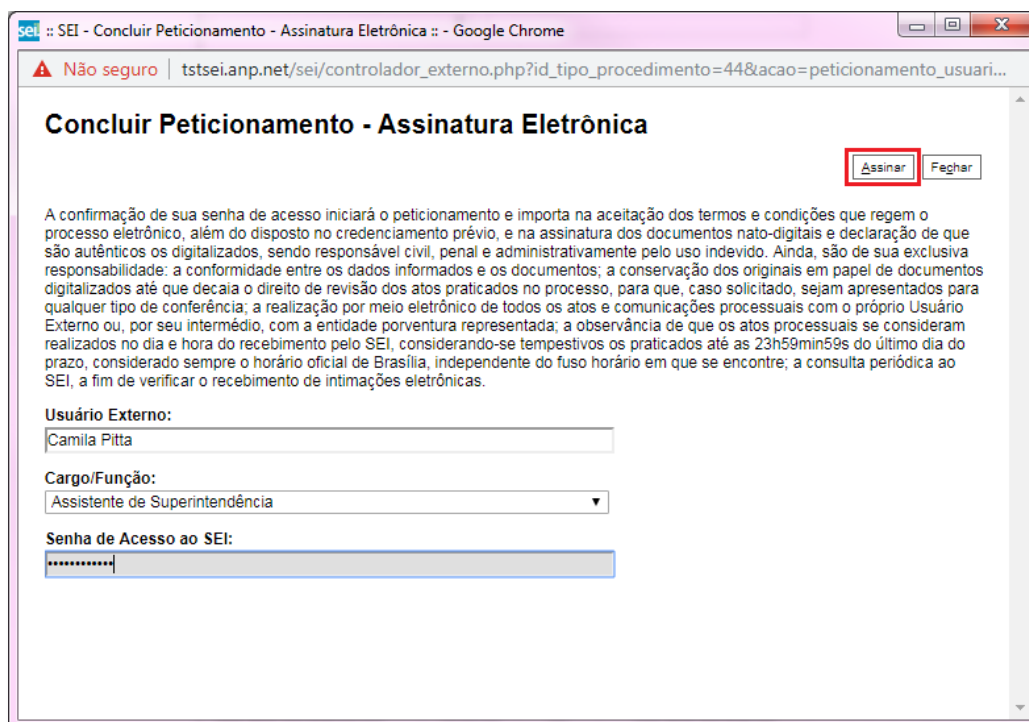 sei :: SEI - Concluir Peticionamento - Assinatura Eletrônica :: - Google Chrome
Não seguro | tstsei.anp.net/sei/controlador_externo.php?id_tipo_procedimento=44&acao=peticionamento_usuari...
Concluir Peticionamento - Assinatura Eletrônica
Assinar Fechar
A confirmação de sua senha de acesso iniciará o peticionamento e importa na aceitação dos termos e condições que regem o
processo eletrônico, além do disposto no credenciamento prévio, e na assinatura dos documentos nato-digitais e declaração de que
são autênticos os digitalizados, sendo responsável civil, penal e administrativamente pelo uso indevido. Ainda, são de sua exclusiva
responsabilidade: a conformidade entre os dados informados e os documentos; a conservação dos originais em papel de documentos
digitalizados até que decaia o direito de revisão dos atos praticados no processo, para que, caso solicitado, sejam apresentados para
qualquer tipo de conferência; a realização por meio eletrônico de todos os atos e comunicações processuais com o próprio Usuário
Externo ou, por seu intermédio, com a entidade porventura representada; a observância de que os atos processuais se consideram
realizados no dia e hora do recebimento pelo SEI, considerando-se tempestivos os praticados até as 23h59min59s do último dia do
prazo, considerado sempre o horário oficial de Brasília, independente do fuso horário em que se encontre; a consulta periódica ao
SEI, a fim de verificar o recebimento de intimações eletrônicas.
Usuário Externo:
Camila Pitta
Cargo/Função:
Assistente de Superintendência
Senha de Acesso ao SEI:
••••••••••••